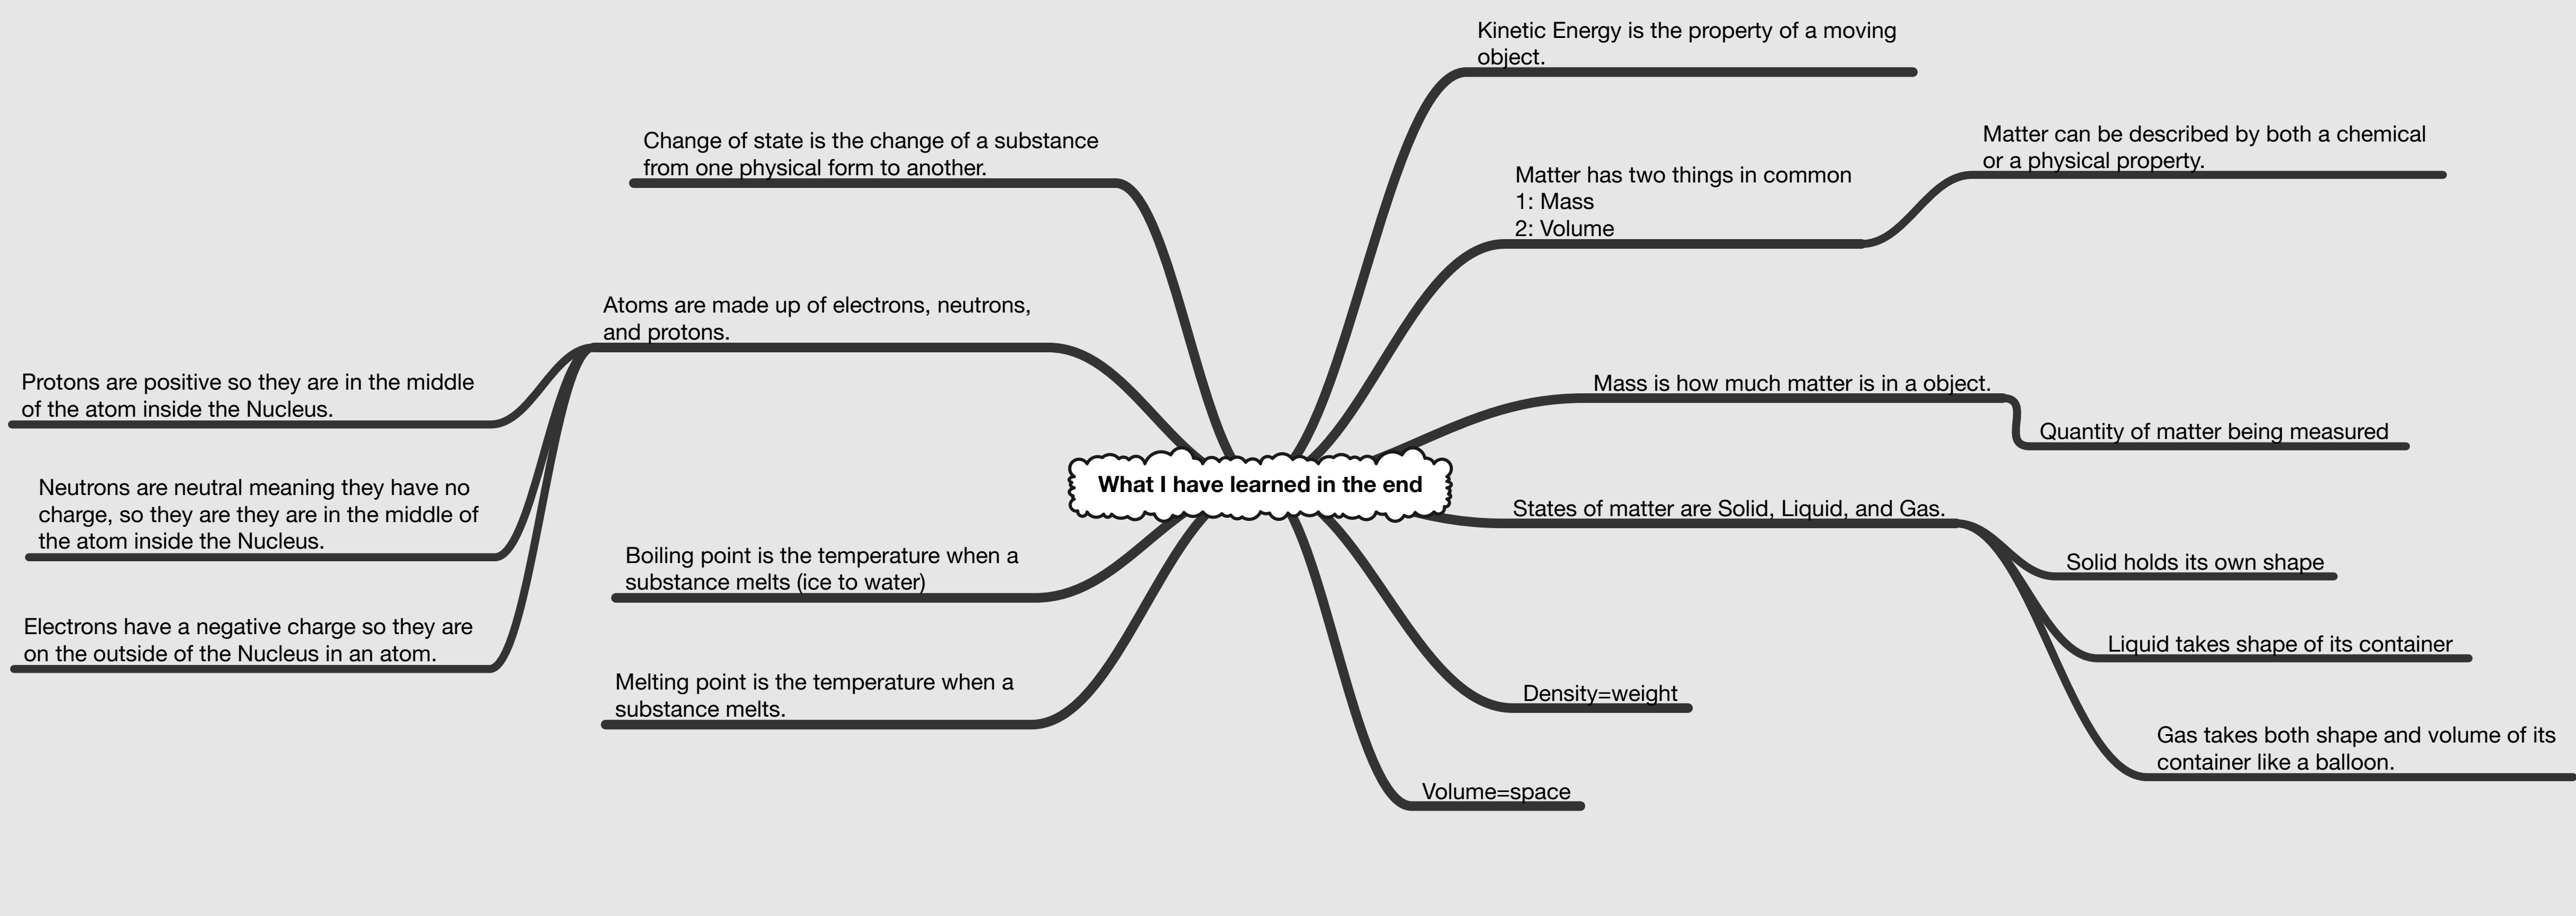 What I have learned in the end
Kinetic Energy is the property of a moving
object.
Matter has two things in common
1: Mass
2: Volume
Matter can be described by both a chemical
or a physical property.
Mass is how much matter is in a object.
Quantity of matter being measured
States of matter are Solid, Liquid, and Gas.
Solid holds its own shape
Liquid takes shape of its container
Gas takes both shape and volume of its
container like a balloon.
Density=weight
Volume=space
Change of state is the change of a substance
from one physical form to another.
Atoms are made up of electrons, neutrons,
and protons.
Protons are positive so they are in the middle
of the atom inside the Nucleus.
Neutrons are neutral meaning they have no
charge, so they are they are in the middle of
the atom inside the Nucleus.
Electrons have a negative charge so they are
on the outside of the Nucleus in an atom.
Boiling point is the temperature when a
substance melts (ice to water)
Melting point is the temperature when a
substance melts.